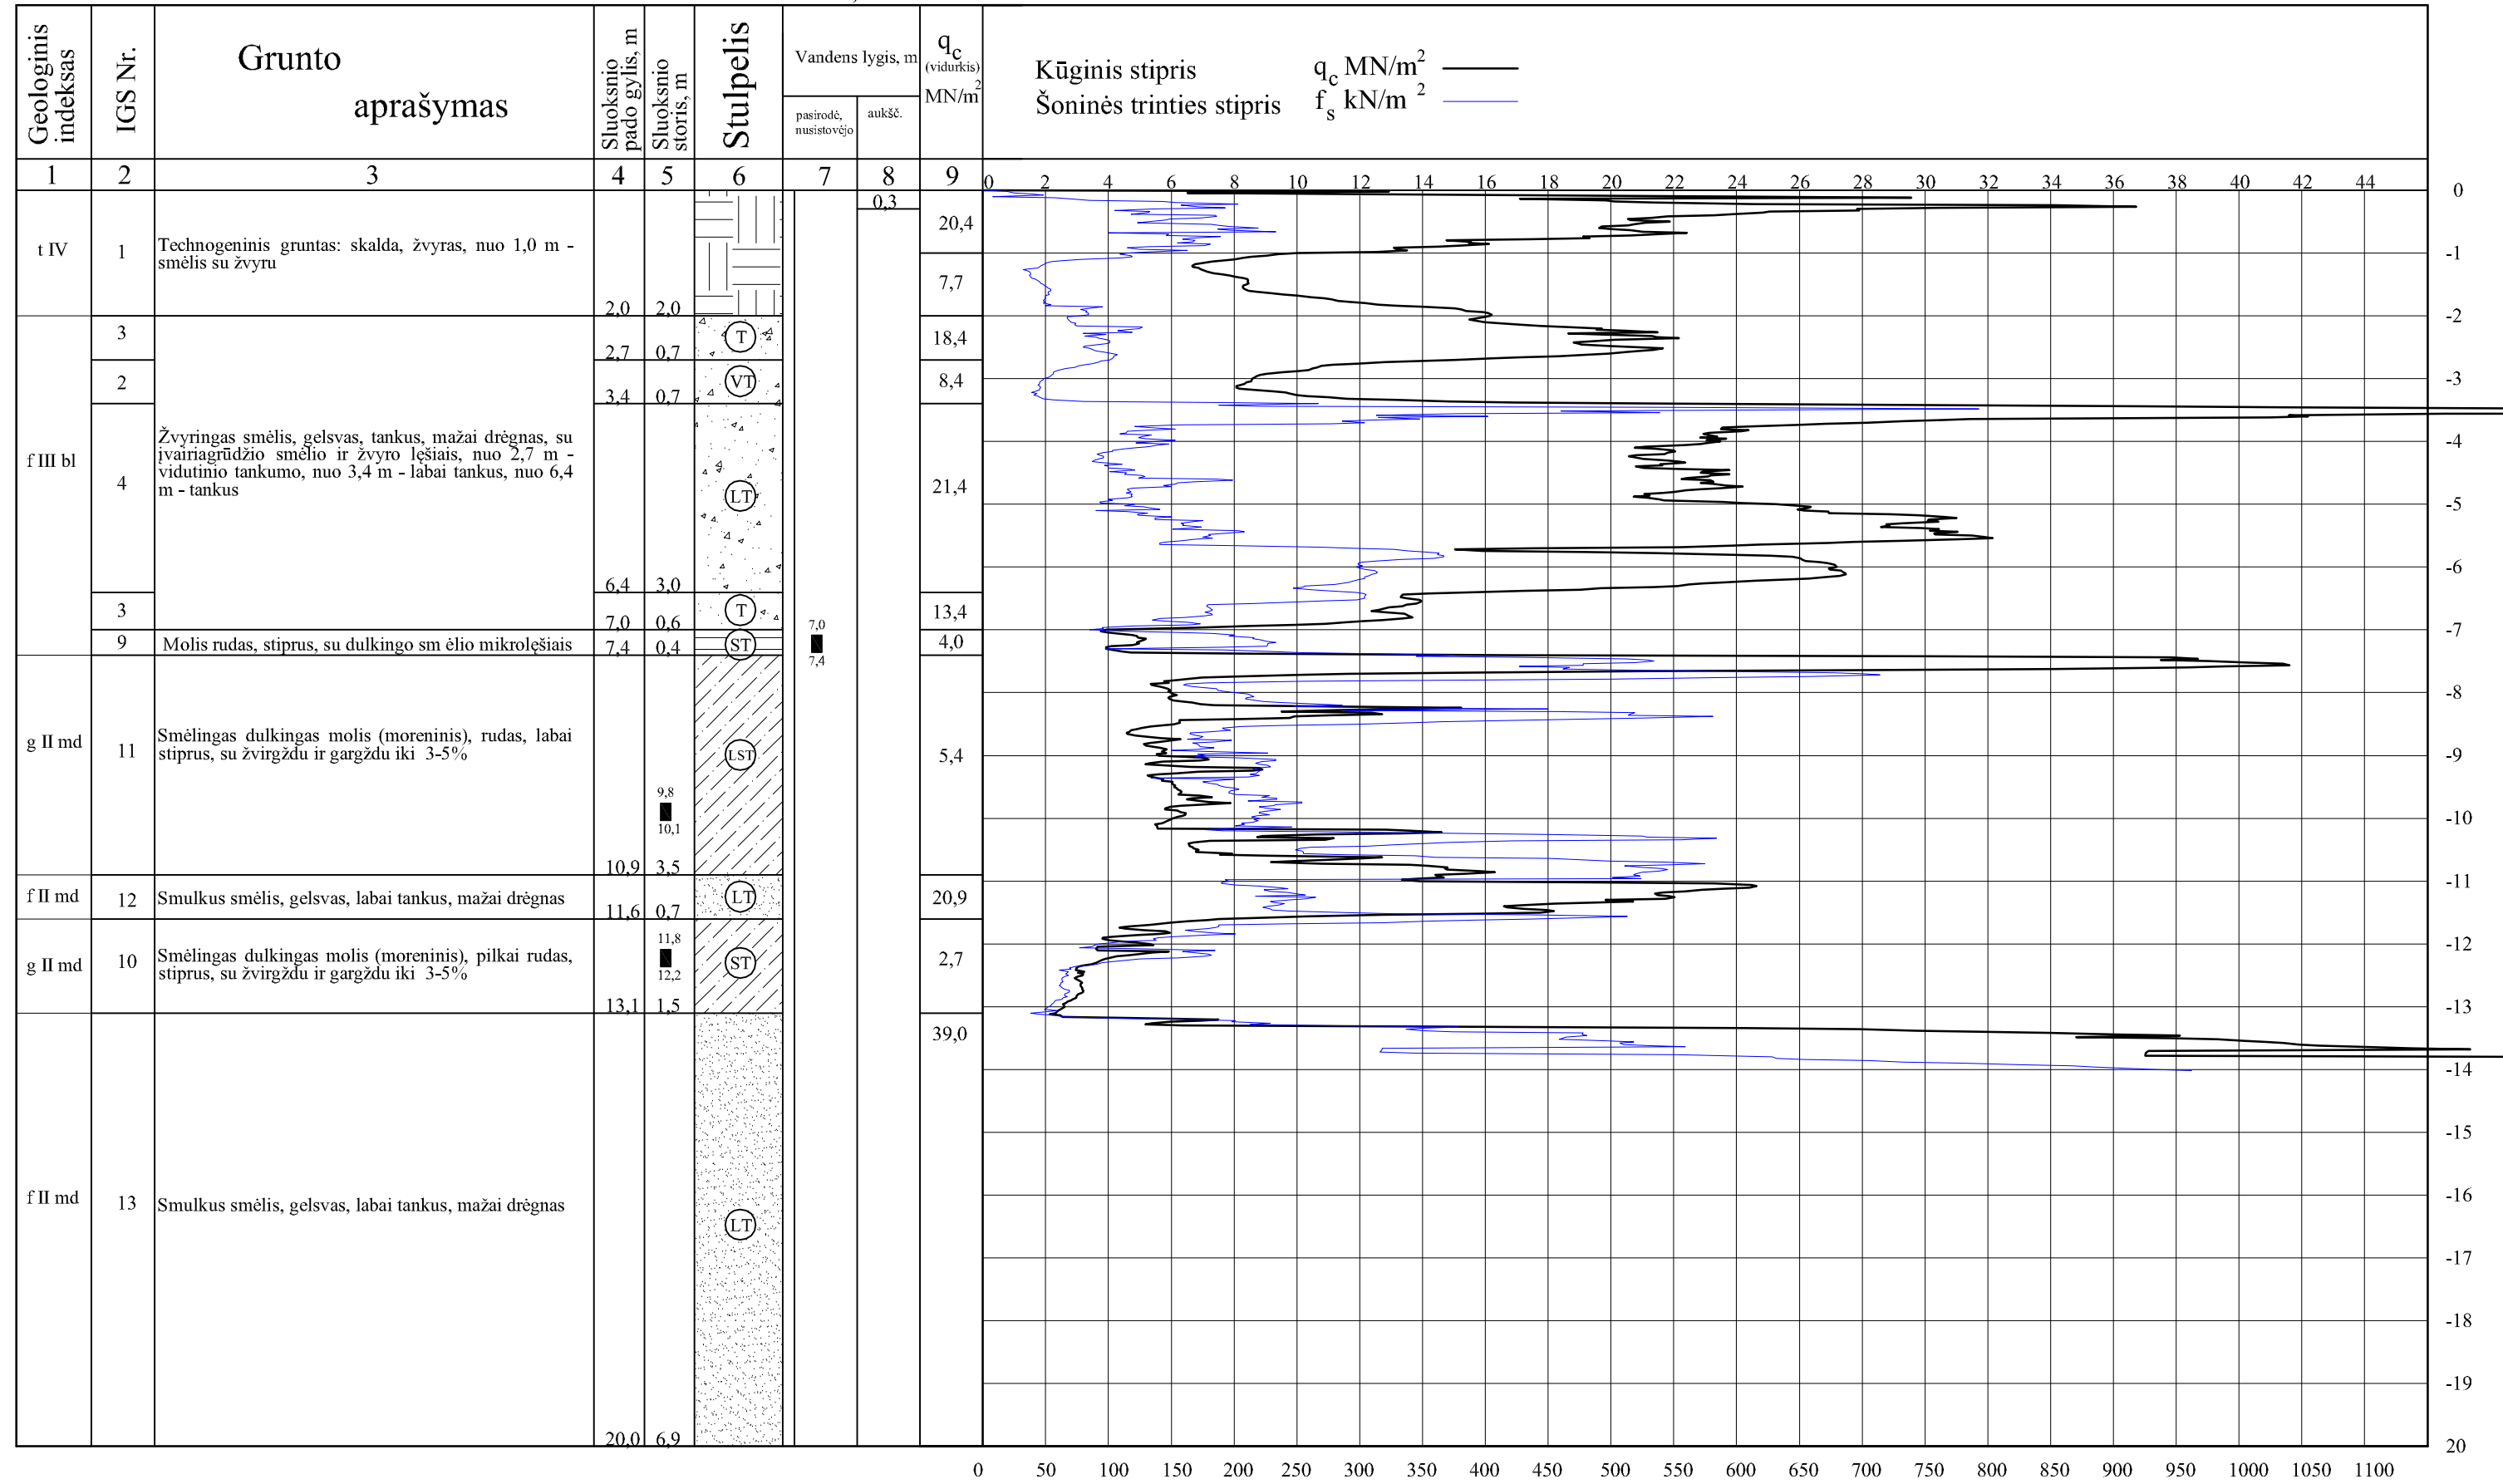 Geologinis
indeksas
IGS Nr.
Grunto
aprašymas
Sluoksnio
pado gylis, m
Sluoksnio
storis, m
Stulpelis
Vandens lygis, m
pasirodė,
nusistovėjo
aukšč.
qc
(vidurkis)
MN/m2
Kūginis stipris qc MN/m2
Šoninės trinties stipris fs kN/m2
1 2 3 4 5 6 7 8 9
0 2 4 6 8 10 12 14 16 18 20 22 24 26 28 30 32 34 36 38 40 42 44
0
-1
-2
-3
-4
-5
-6
-7
-8
-9
-10
-11
-12
-13
-14
-15
-16
-17
-18
-19
20
0,3
t IV
1
Technogeninis gruntas: skalda, žvyras, nuo 1,0 m -
smėlis su žvyru
2,0 2,0
20,4
7,7
f III bl
3
2,7 0,7
T
18,4
2
3,4 0,7
VT
8,4
4
Žvyringas smėlis, gelsvas, tankus, mažai drėgnas, su
įvairiagrūdžio smėlio ir žvyro lęšiais, nuo 2,7 m -
vidutinio tankumo, nuo 3,4 m - labai tankus, nuo 6,4
m - tankus
6,4 3,0
LT
21,4
3
7,0 0,6
T
13,4
9
Molis rudas, stiprus, su dulkingo sm ėlio mikrolęšiais
7,4 0,4
ST
7,0
7,4
4,0
g II md
11
Smėlingas dulkingas molis (moreninis), rudas, labai
stiprus, su žvirgždu ir gargždu iki 3-5%
9,8
10,1
10,9 3,5
LST
5,4
f II md
12
Smulkus smėlis, gelsvas, labai tankus, mažai drėgnas
11,6 0,7
LT
20,9
g II md
10
Smėlingas dulkingas molis (moreninis), pilkai rudas,
stiprus, su žvirgždu ir gargždu iki 3-5%
11,8
12,2
13,1 1,5
ST
2,7
f II md
13
Smulkus smėlis, gelsvas, labai tankus, mažai drėgnas
20,0 6,9
LT
39,0
0 50 100 150 200 250 300 350 450 500 550 600 650 700 750 800 850 900 950 1000 1050 1100